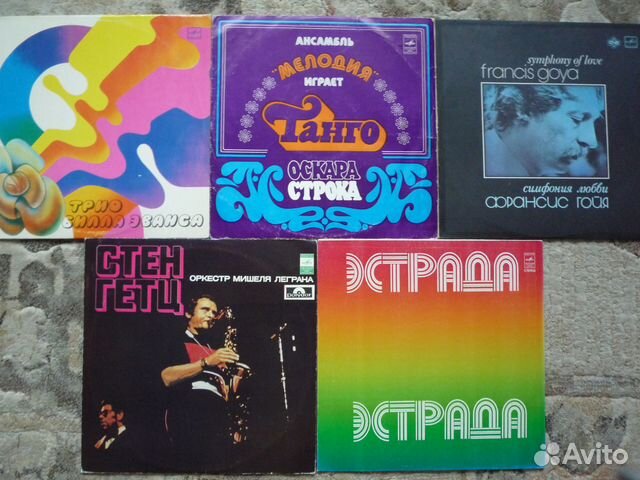 ТРИО
БИЛЛА ЭВАНСА
АНСАМБЛЬ
"МЕЛОДИЯ"
ИГРАЕТ
Танго
ОСКАРА
СТРОКА
symphony of love
francis goya
симфония любви
Франсис Гойя
СТЕН
ГЕТЦ
ОРКЕСТР МИШЕЛЯ ЛЕГРАНА
Polydor
ЭСТРАДА
ЭСТРАДА
Avito